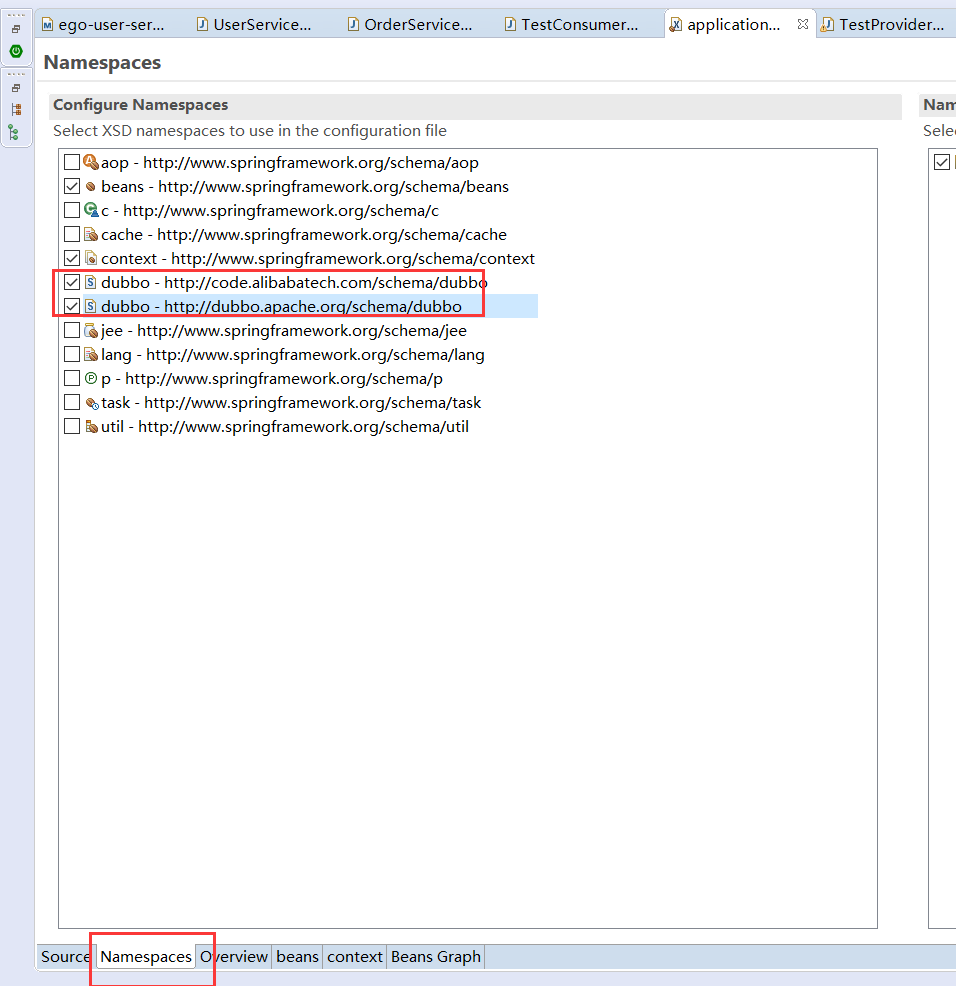 ego-user-ser... UserService... OrderService... TestConsumer... application... TestProvider...
Namespaces
Configure Namespaces
Select XSD namespaces to use in the configuration file
aop - http://www.springframework.org/schema/aop
beans - http://www.springframework.org/schema/beans
c - http://www.springframework.org/schema/c
cache - http://www.springframework.org/schema/cache
context - http://www.springframework.org/schema/context
dubbo - http://code.alibabatech.com/schema/dubbo
dubbo - http://dubbo.apache.org/schema/dubbo
jee - http://www.springframework.org/schema/jee
lang - http://www.springframework.org/schema/lang
p - http://www.springframework.org/schema/p
task - http://www.springframework.org/schema/task
util - http://www.springframework.org/schema/util
Nam
Sele
Source Namespaces Overview beans context Beans Graph